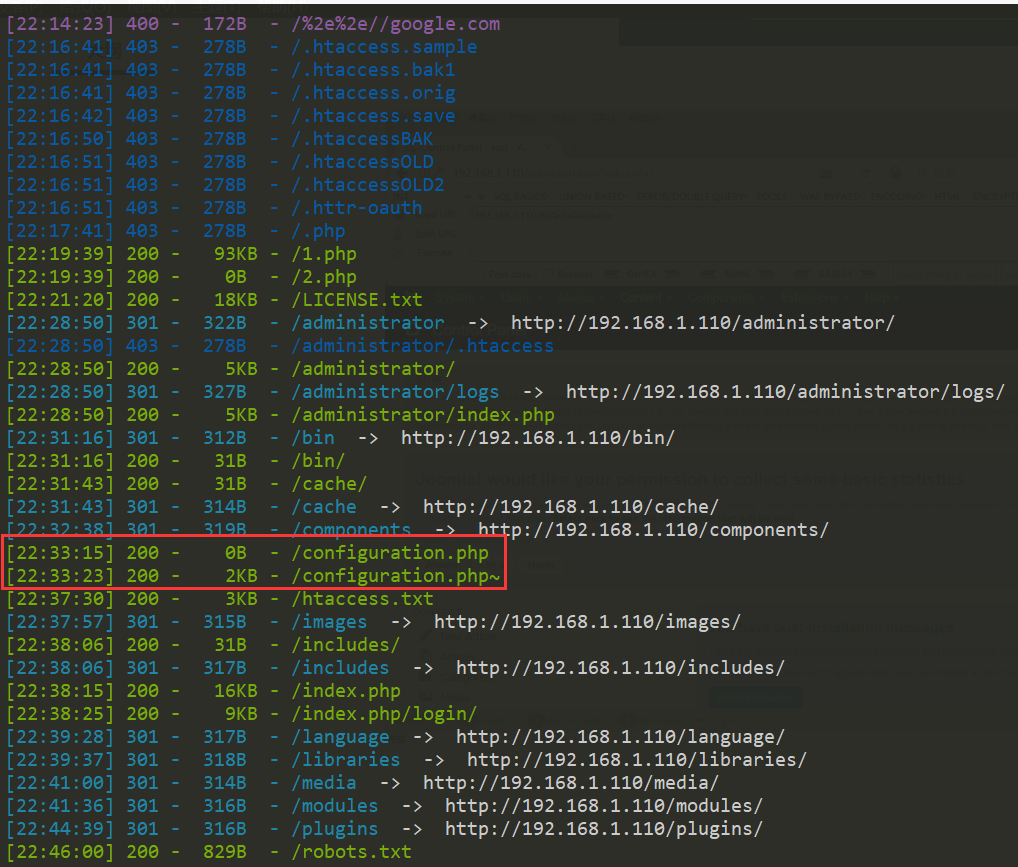 [22:14:23] 400 - 172B - /%2e%2e//google.com
[22:16:41] 403 - 278B - /.htaccess.sample
[22:16:41] 403 - 278B - /.htaccess.bak1
[22:16:41] 403 - 278B - /.htaccess.orig
[22:16:42] 403 - 278B - /.htaccess.save
[22:16:50] 403 - 278B - /.htaccessBAK
[22:16:51] 403 - 278B - /.htaccessOLD
[22:16:51] 403 - 278B - /.htaccessOLD2
[22:16:51] 403 - 278B - /.httr-oauth
[22:17:41] 403 - 278B - /.php
[22:19:39] 200 - 93KB - /1.php
[22:19:39] 200 - 0B - /2.php
[22:21:20] 200 - 18KB - /LICENSE.txt
[22:28:50] 301 - 322B - /administrator -> http://192.168.1.110/administrator/
[22:28:50] 403 - 278B - /administrator/.htaccess
[22:28:50] 200 - 5KB - /administrator/
[22:28:50] 301 - 327B - /administrator/logs -> http://192.168.1.110/administrator/logs/
[22:28:50] 200 - 5KB - /administrator/index.php
[22:31:16] 301 - 312B - /bin -> http://192.168.1.110/bin/
[22:31:16] 200 - 31B - /bin/
[22:31:43] 200 - 31B - /cache/
[22:31:43] 301 - 314B - /cache -> http://192.168.1.110/cache/
[22:32:38] 301 - 319B - /components -> http://192.168.1.110/components/
[22:33:15] 200 - 0B - /configuration.php
[22:33:23] 200 - 2KB - /configuration.php~
[22:37:30] 200 - 3KB - /htaccess.txt
[22:37:57] 301 - 315B - /images -> http://192.168.1.110/images/
[22:38:06] 200 - 31B - /includes/
[22:38:06] 301 - 317B - /includes -> http://192.168.1.110/includes/
[22:38:15] 200 - 16KB - /index.php
[22:38:25] 200 - 9KB - /index.php/login/
[22:39:28] 301 - 317B - /language -> http://192.168.1.110/language/
[22:39:37] 301 - 318B - /libraries -> http://192.168.1.110/libraries/
[22:41:00] 301 - 314B - /media -> http://192.168.1.110/media/
[22:41:36] 301 - 316B - /modules -> http://192.168.1.110/modules/
[22:44:39] 301 - 316B - /plugins -> http://192.168.1.110/plugins/
[22:46:00] 200 - 829B - /robots.txt